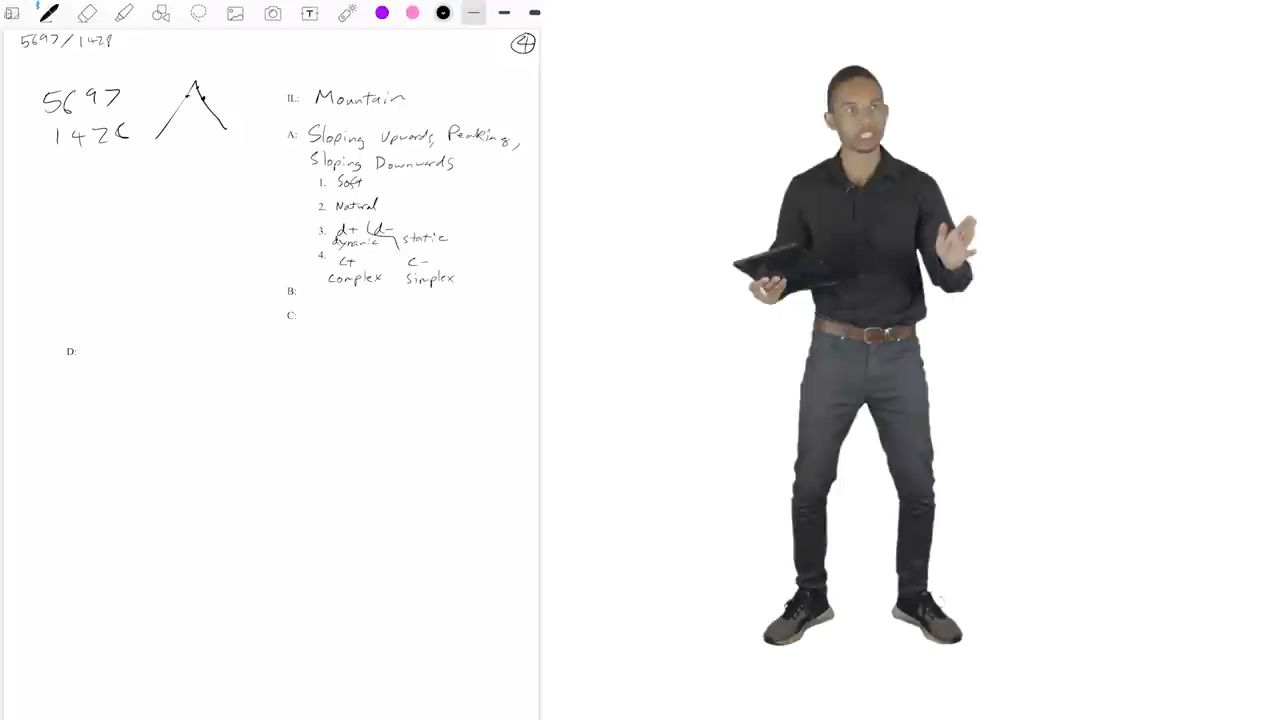 5697/1428
4
5697
1428
IL: Mountain
A: Sloping Upwards, Peaking,
Sloping Downwards
1. Soft
2. Natural
3. d+ d-
dynamic static
4. c+ c-
complex simplex
B:
C:
D: